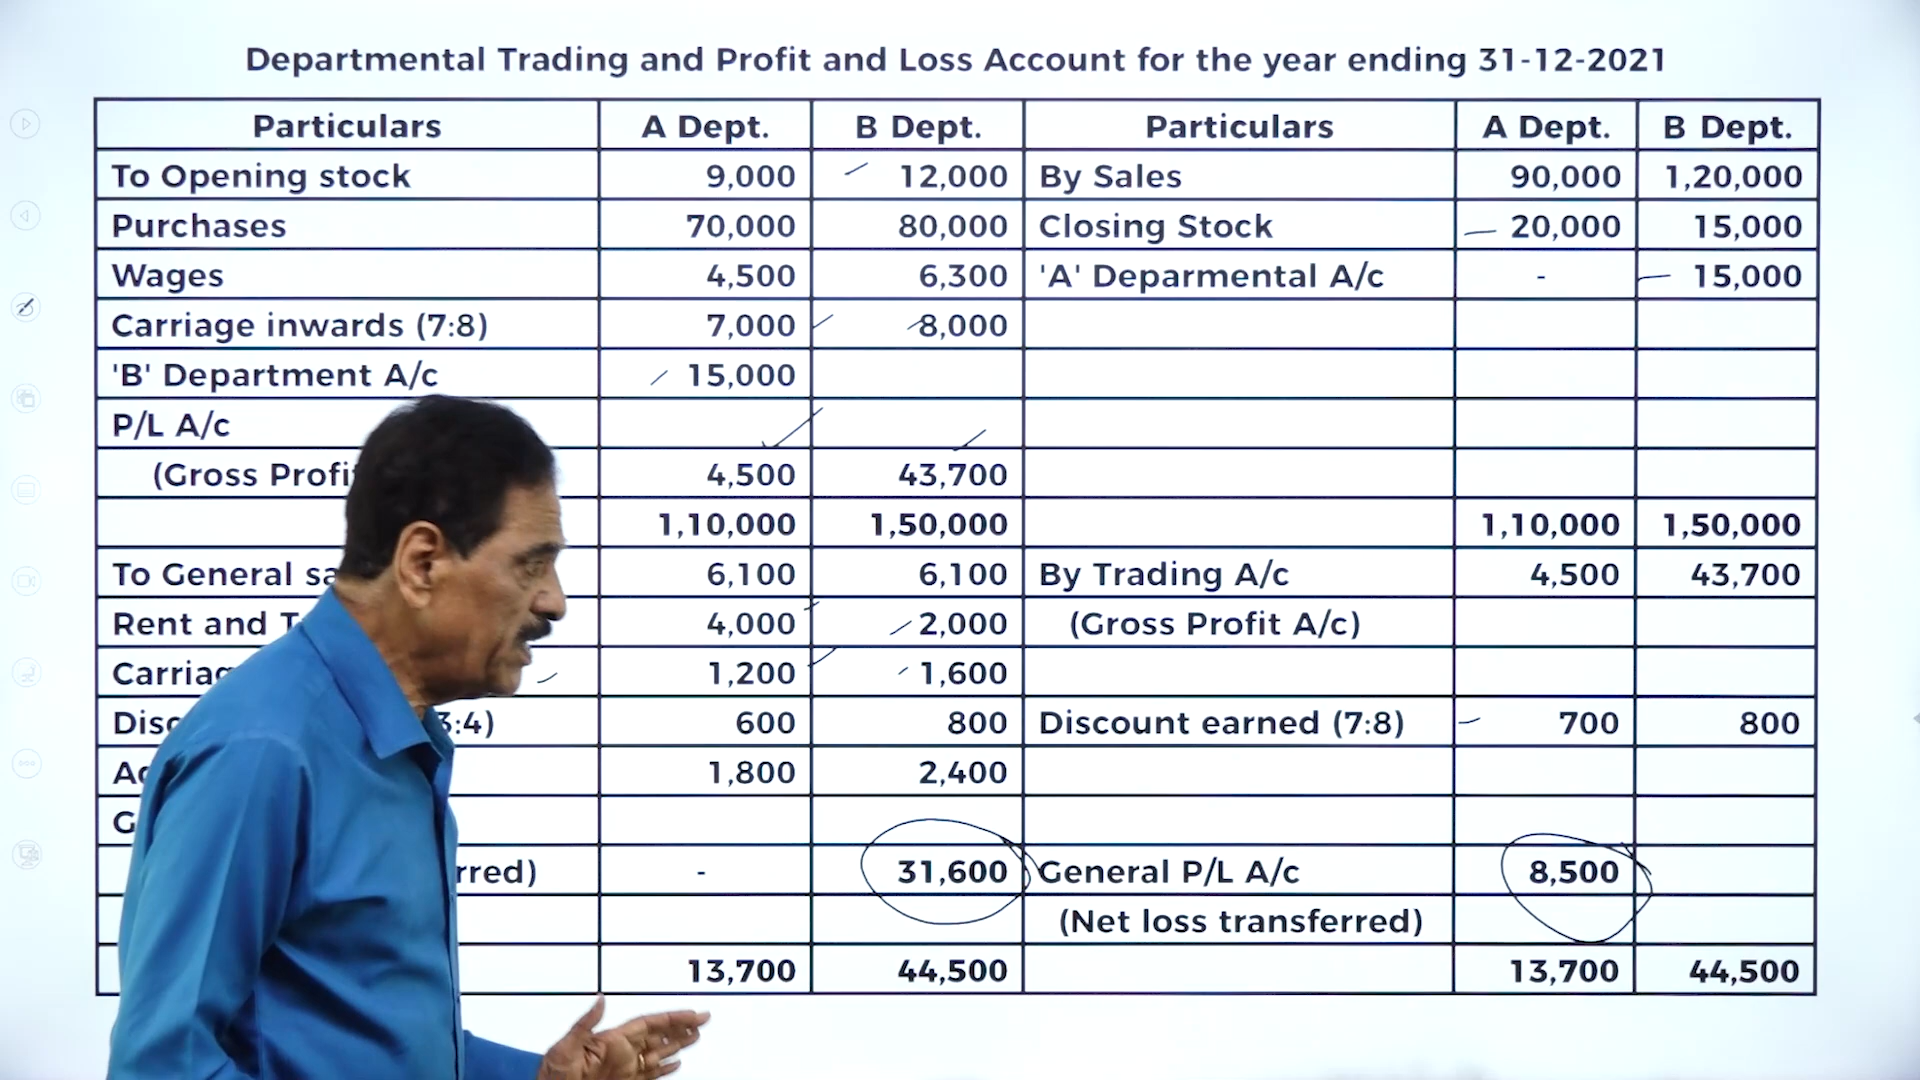 Departmental Trading and Profit and Loss Account for the year ending 31-12-2021
Particulars A Dept. B Dept. Particulars A Dept. B Dept.
To Opening stock 9,000 12,000 By Sales 90,000 1,20,000
Purchases 70,000 80,000 Closing Stock 20,000 15,000
Wages 4,500 6,300 'A' Deparmental A/c - 15,000
Carriage inwards (7:8) 7,000 8,000
'B' Department A/c 15,000
P/L A/c
(Gross 4,500 43,700
1,10,000 1,50,000 1,10,000 1,50,000
To General 6,100 6,100 By Trading A/c 4,500 43,700
Rent and 4,000 2,000 (Gross Profit A/c)
1,200 1,600
:4) 600 800 Discount earned (7:8) 700 800
1,800 2,400
- 31,600 General P/L A/c 8,500
(Net loss transferred)
13,700 44,500 13,700 44,500